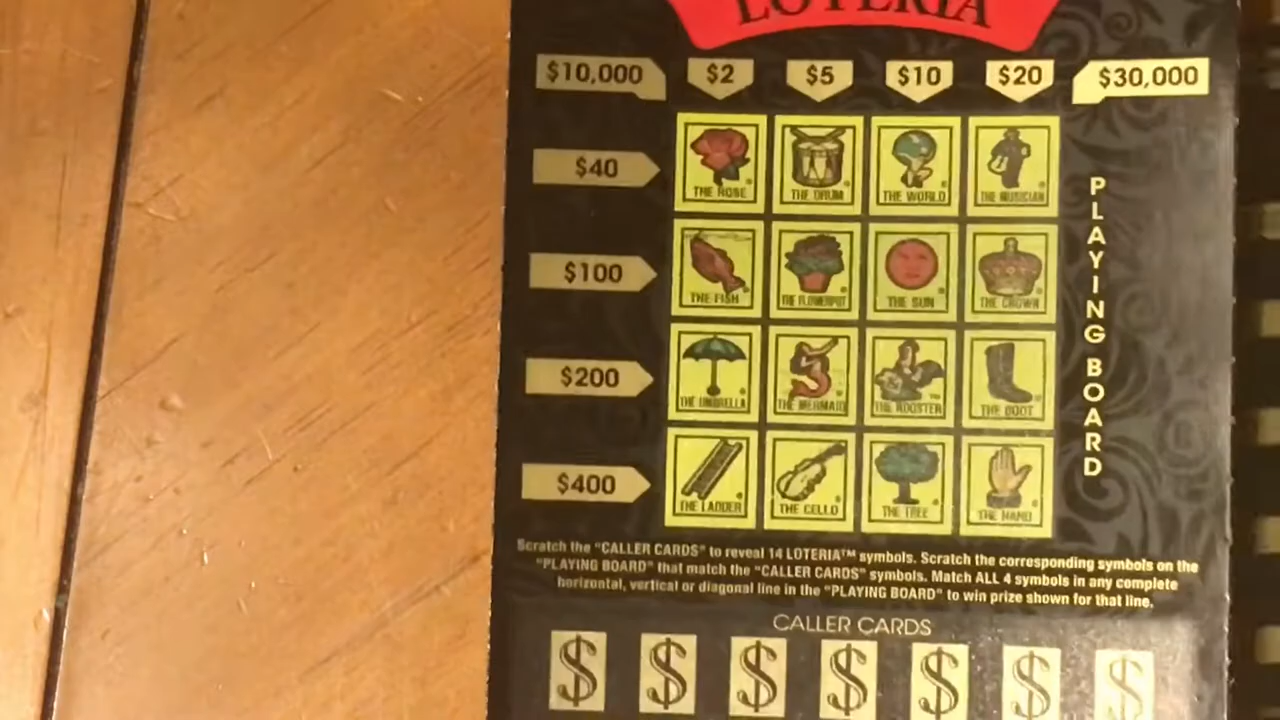 LOTERIA
$10,000 $2 $5 $10 $20 $30,000
$40
THE ROSE THE DRUM THE WORLD THE MUSICIAN
$100
THE FISH THE FLOWERPOT THE SUN THE CROWN
$200
THE UMBRELLA THE MERMAID THE ROOSTER THE BOOT
$400
THE LADDER THE CELLO THE TREE THE HAND
PLAYING BOARD
Scratch the "CALLER CARDS" to reveal 14 LOTERIA™ symbols. Scratch the corresponding symbols on the
"PLAYING BOARD" that match the "CALLER CARDS" symbols. Match ALL 4 symbols in any complete
horizontal, vertical or diagonal line in the "PLAYING BOARD" to win prize shown for that line.
CALLER CARDS
$ $ $ $ $ $ $